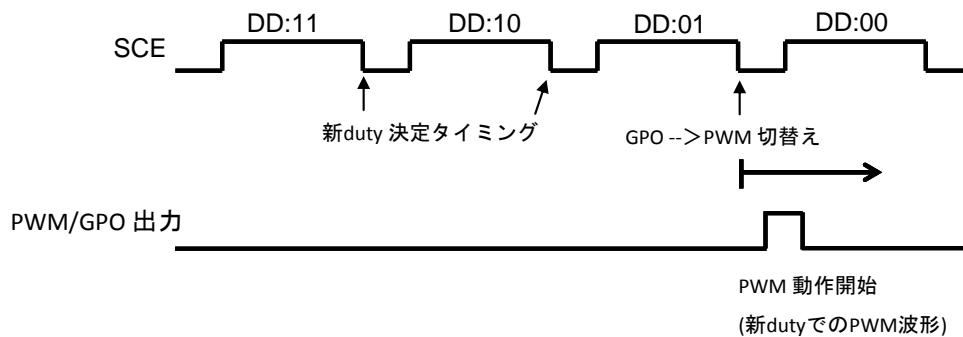 DD:11
DD:10
DD:01
DD:00
SCE
新duty 決定タイミング
GPO -->PWM 切替え
PWM/GPO 出力
PWM 動作開始
(新dutyでのPWM波形)